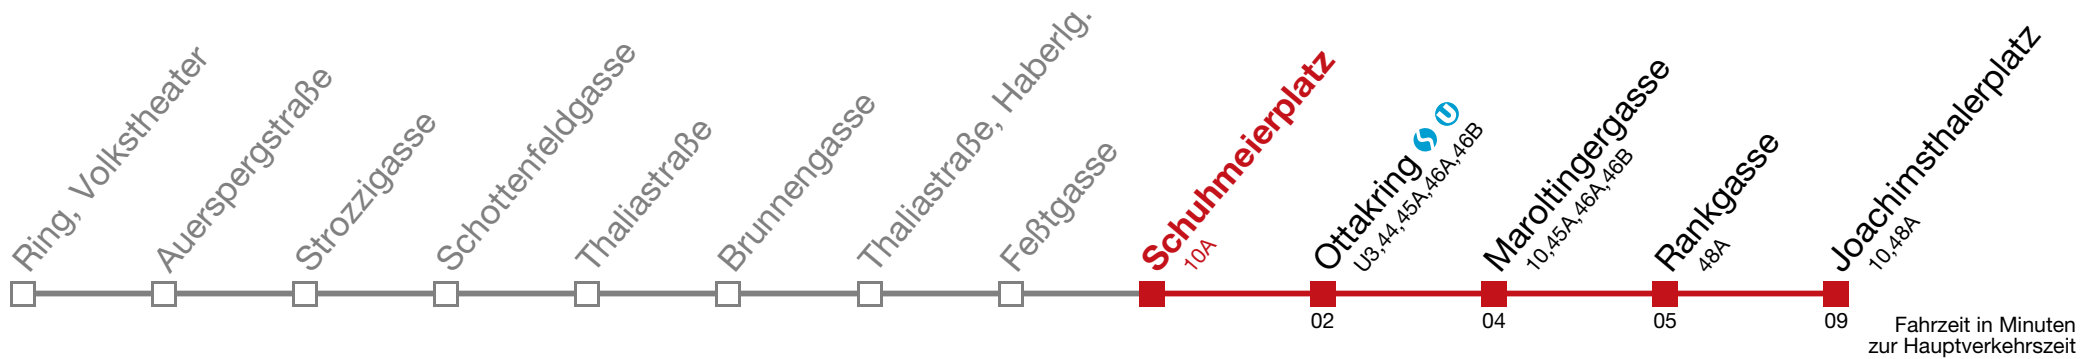 Ring, Volkstheater
Auerspergstraße
Strozzigasse
Schottenfeldgasse
Thaliastraße
Brunnengasse
Thaliastraße, Haberlg.
Feßtgasse
Schuhmeierplatz
10A
Ottakring S U
U3,44,45A,46A,46B
Maroltingergasse
10,45A,46A,46B
Rankgasse
48A
Joachimsthalerplatz
10,48A
02
04
05
09
Fahrzeit in Minuten
zur Hauptverkehrszeit